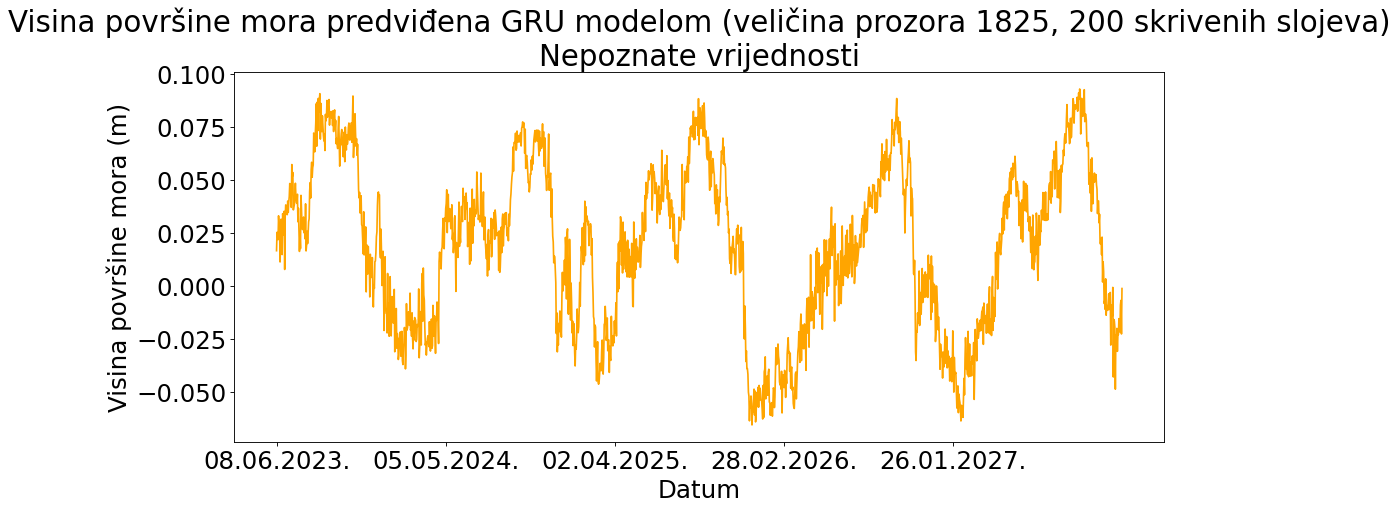 Visina površine mora predviđena GRU modelom (veličina prozora 1825, 200 skrivenih slojeva)
Nepoznate vrijednosti
Visina površine mora (m)
0.100
0.075
0.050
0.025
0.000
−0.025
−0.050
08.06.2023. 05.05.2024. 02.04.2025. 28.02.2026. 26.01.2027.
Datum